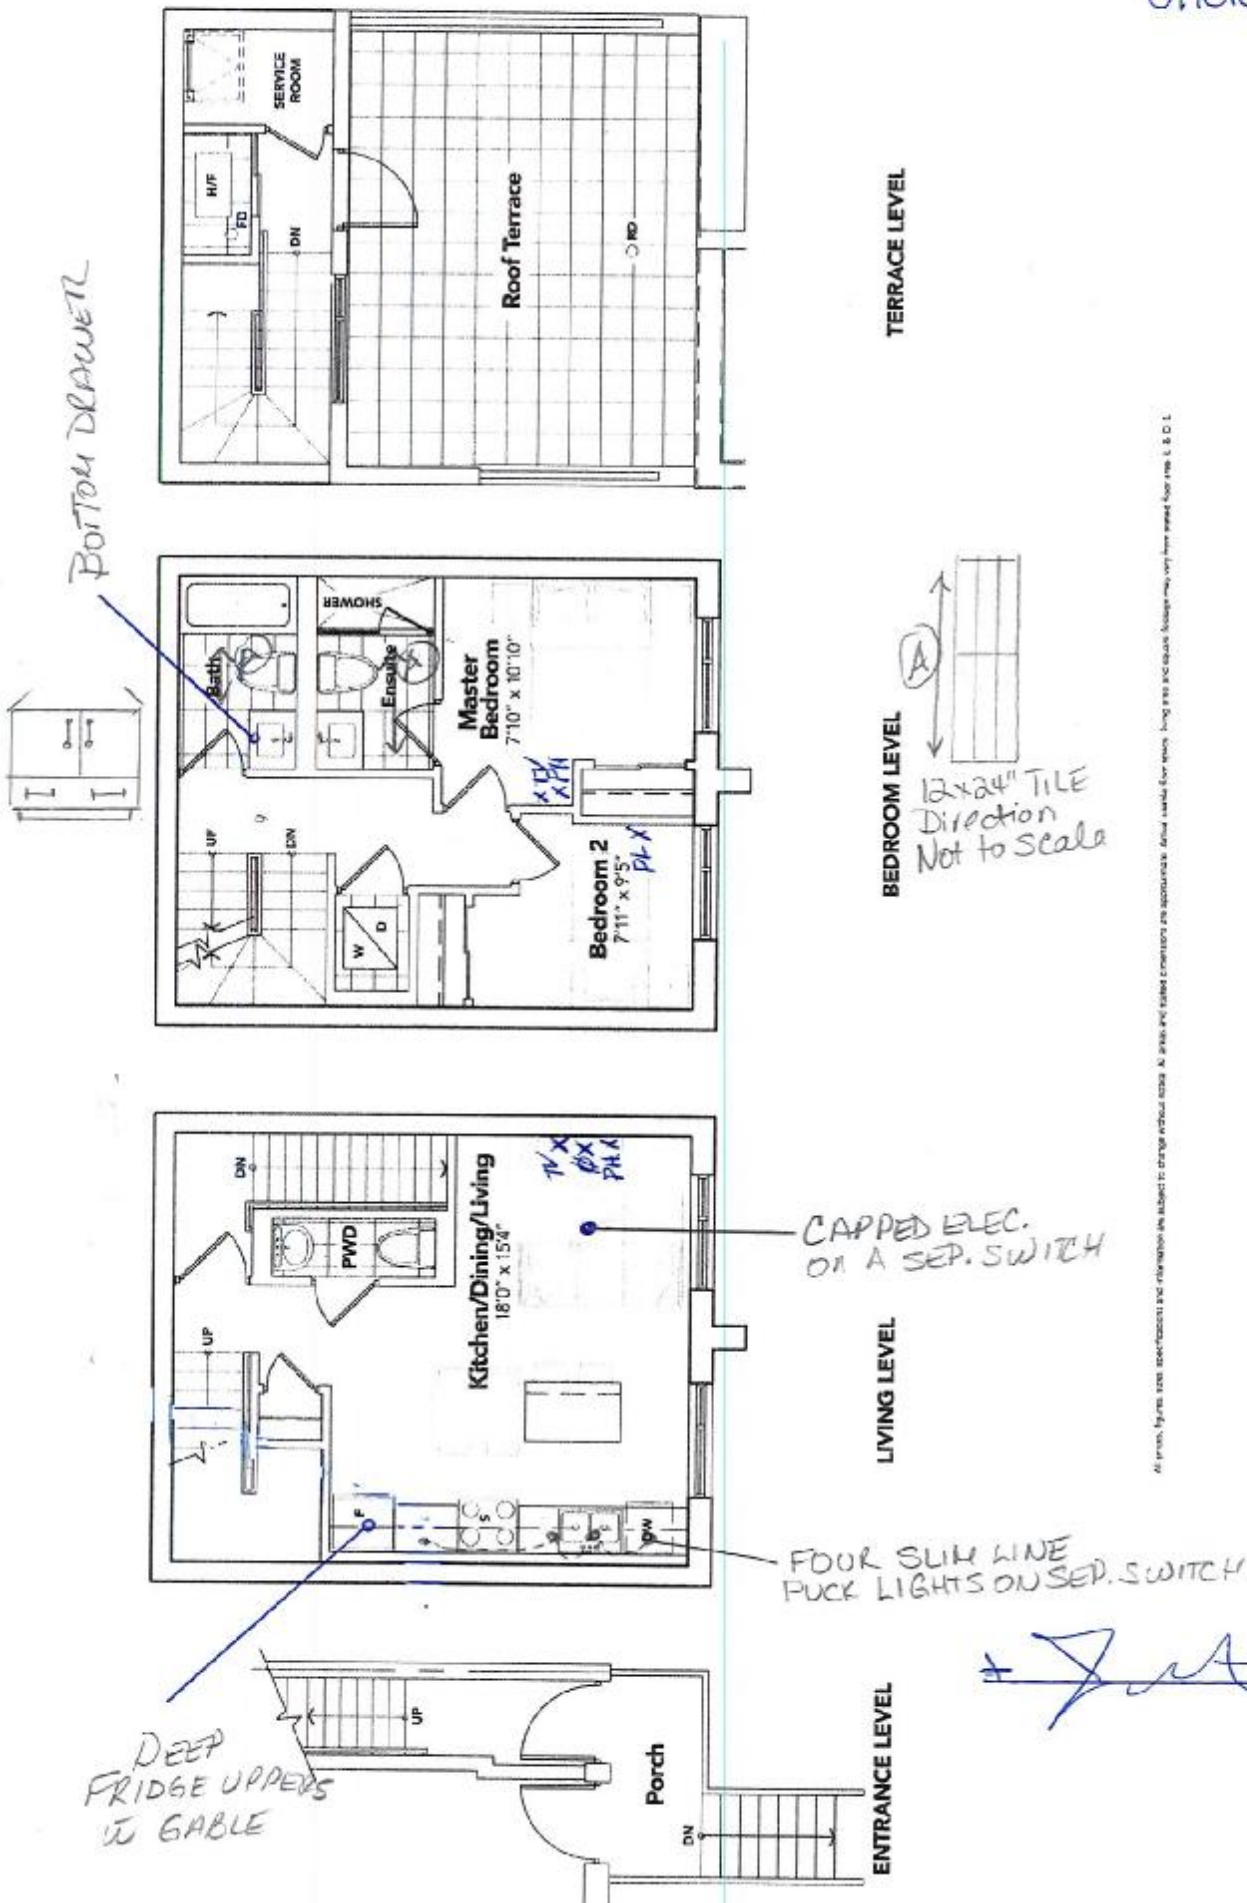 SERVICE
ROOM
H/F
FD
DN
Roof Terrace
RD
TERRACE LEVEL
BOTTOM DRAWER
Bath
SHOWER
Ensuite
A
Master
Bedroom
7'10" x 10'10"
UP
DN
W
D
Bedroom 2
7'11" x 9'5"
BEDROOM LEVEL
A
12x24" TILE
Direction
Not to Scale
DN
PWD
UP
Kitchen/Dining/Living
18'0" x 15'4"
TV X
PH X
F
S
DW
CAPPED ELEC.
ON A SEP. SWITCH
LIVING LEVEL
FOUR SLIM LINE
PUCK LIGHTS ON SEP. SWITCH
DEEP
FRIDGE UPPERS
GABLE
UP
Porch
DN
ENTRANCE LEVEL